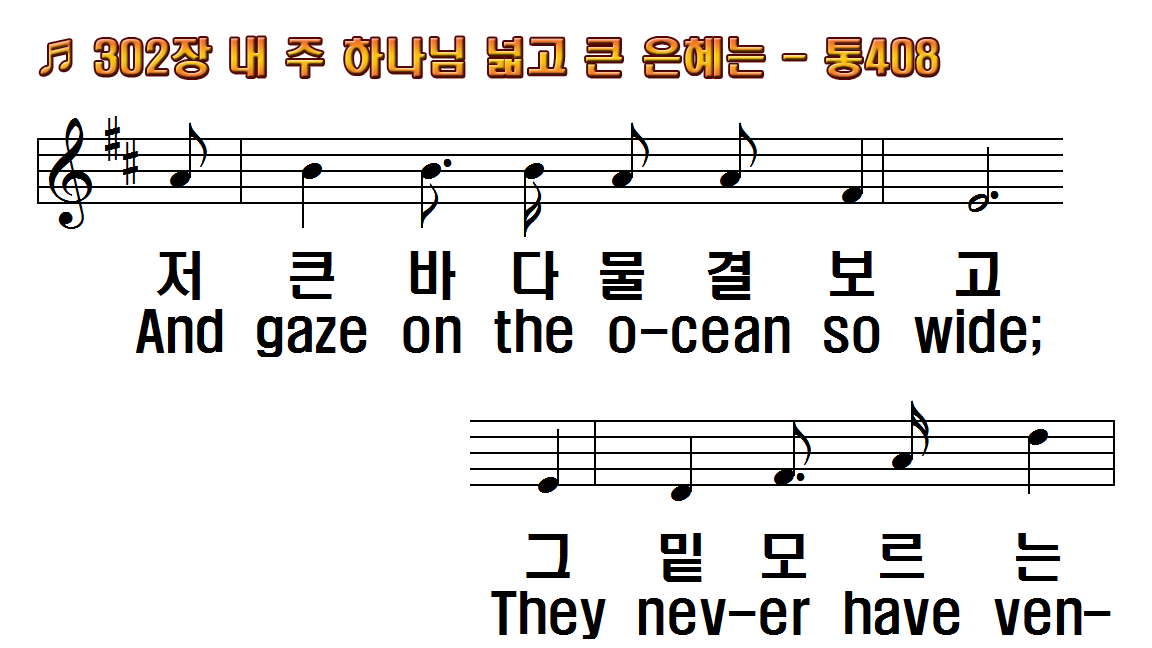 ♬ 302장 내 주 하나님 넓고 큰 은혜는 - 통408
저 큰 바 다 물 결 보 고
And gaze on the o-cean so wide;
그 밑 모 르 는
They nev-er have ven-